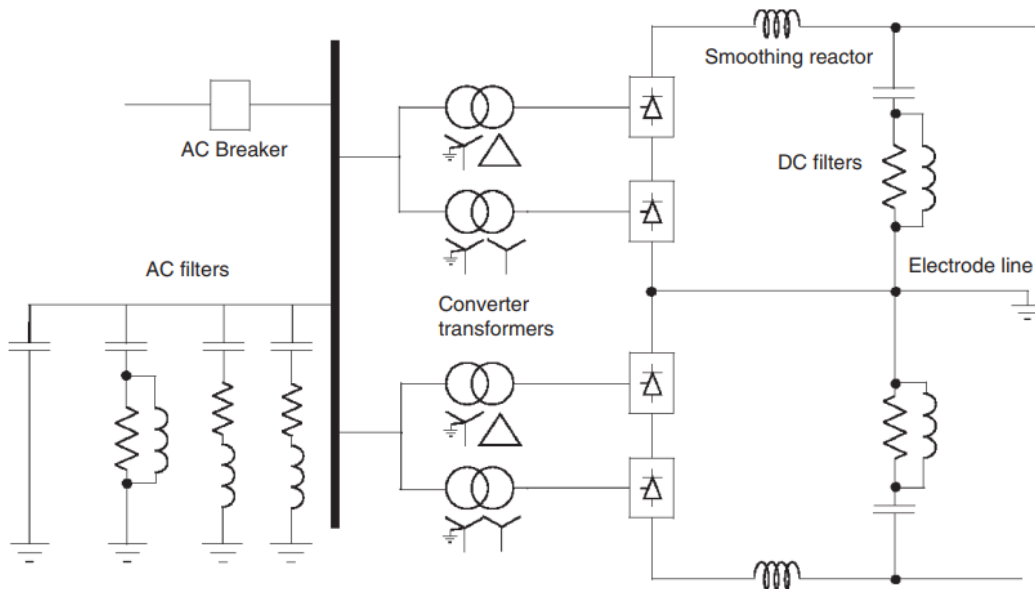 Smoothing reactor
AC Breaker
DC filters
AC filters
Electrode line
Converter
transformers